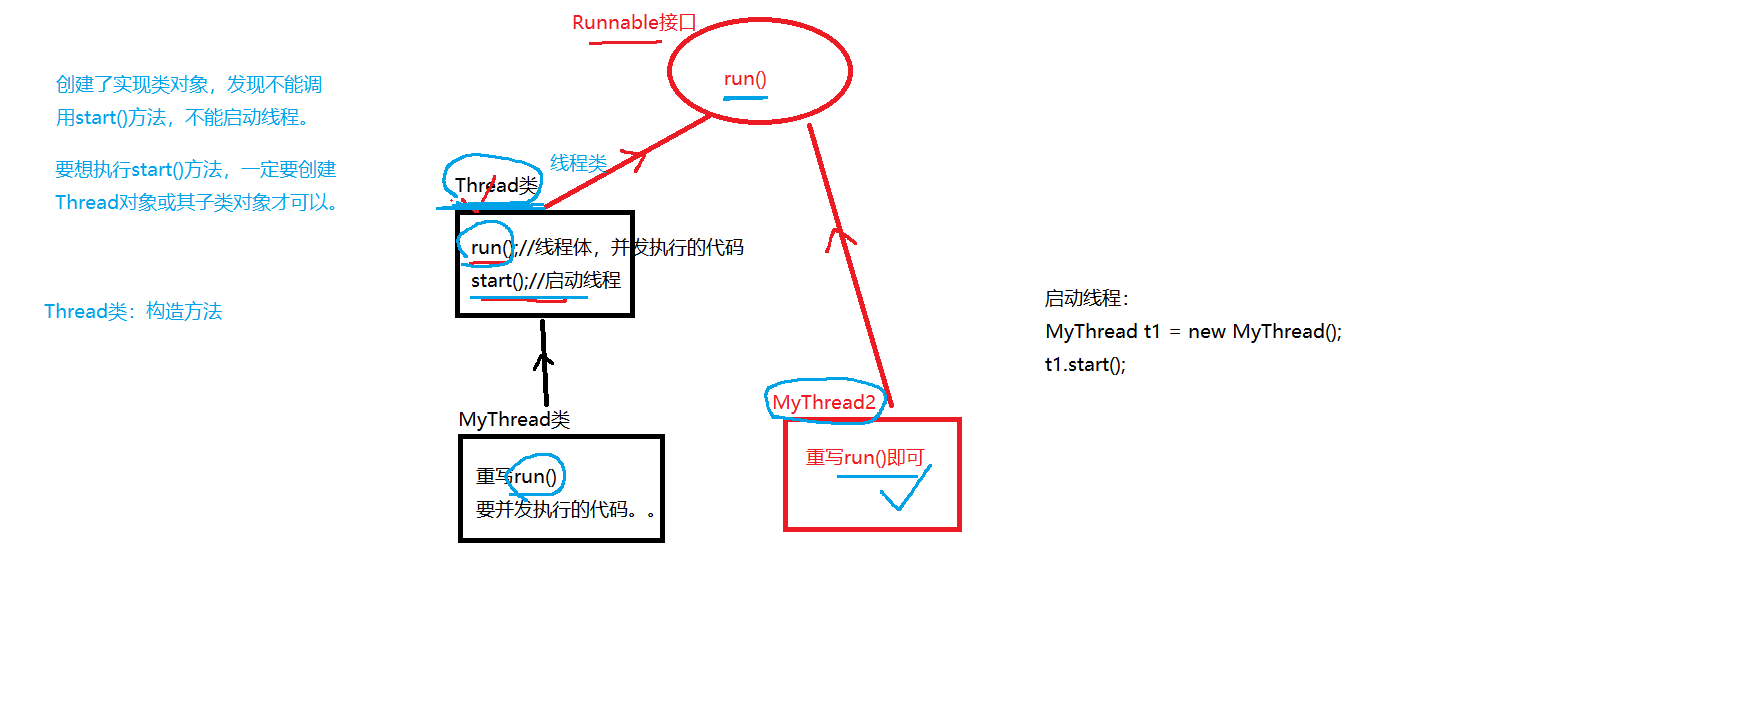 Runnable接口
run()
创建了实现类对象，发现不能调
用start()方法，不能启动线程。
要想执行start()方法，一定要创建
Thread对象或其子类对象才可以。
线程类
Thread类
run();//线程体，并发执行的代码
start();//启动线程
Thread类：构造方法
启动线程：
MyThread t1 = new MyThread();
t1.start();
MyThread类
重写run()
要并发执行的代码。。
MyThread2
重写run()即可